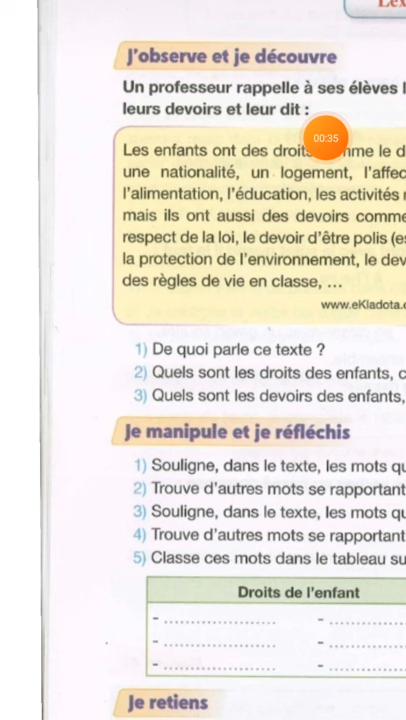 Lex
J'observe et je découvre
Un professeur rappelle à ses élèves l
leurs devoirs et leur dit :
00:35
Les enfants ont des droits le d
une nationalité, un logement, l'affec
l'alimentation, l'éducation, les activités
mais ils ont aussi des devoirs comme
respect de la loi, le devoir d'être polis (e
la protection de l'environnement, le dev
des règles de vie en classe, ...
www.eKladota.
1) De quoi parle ce texte ?
2) Quels sont les droits des enfants, c
3) Quels sont les devoirs des enfants,
Je manipule et je réfléchis
1) Souligne, dans le texte, les mots qu
2) Trouve d'autres mots se rapportant
3) Souligne, dans le texte, les mots qu
4) Trouve d'autres mots se rapportant
5) Classe ces mots dans le tableau su
Droits de l'enfant
Je retiens